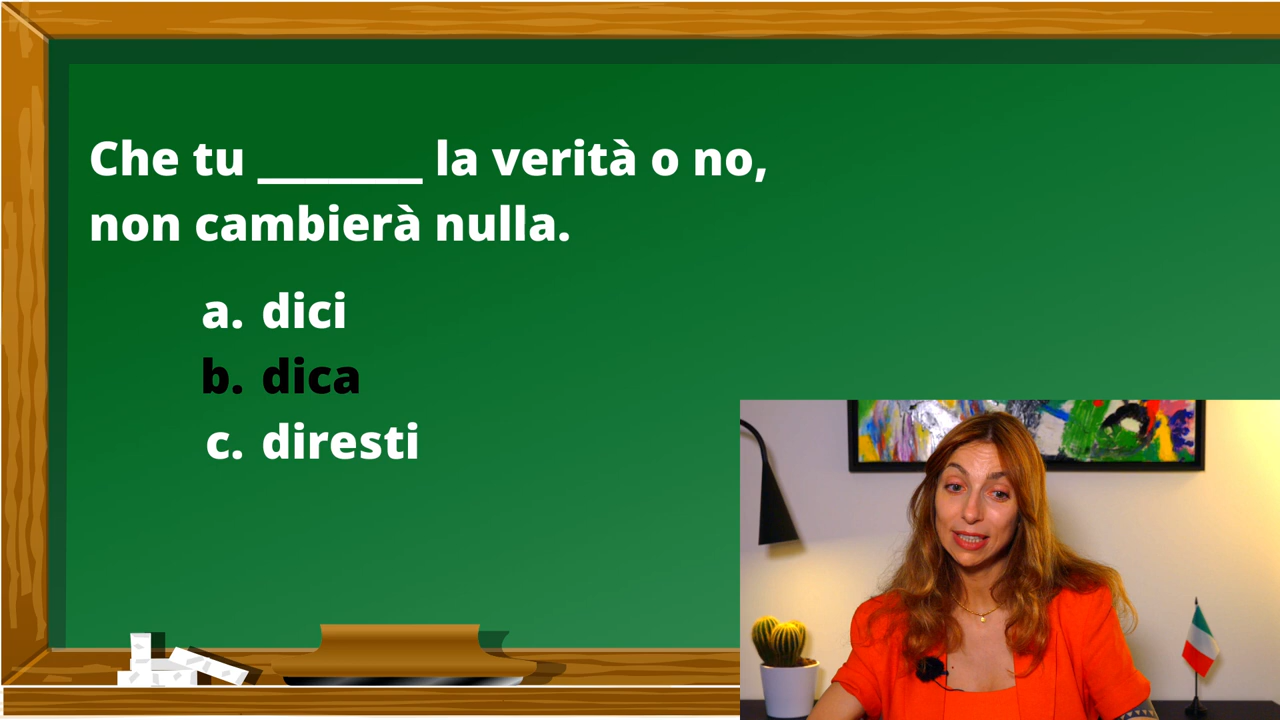 Che tu ________ la verità o no,
non cambierà nulla.
a. dici
b. dica
c. diresti